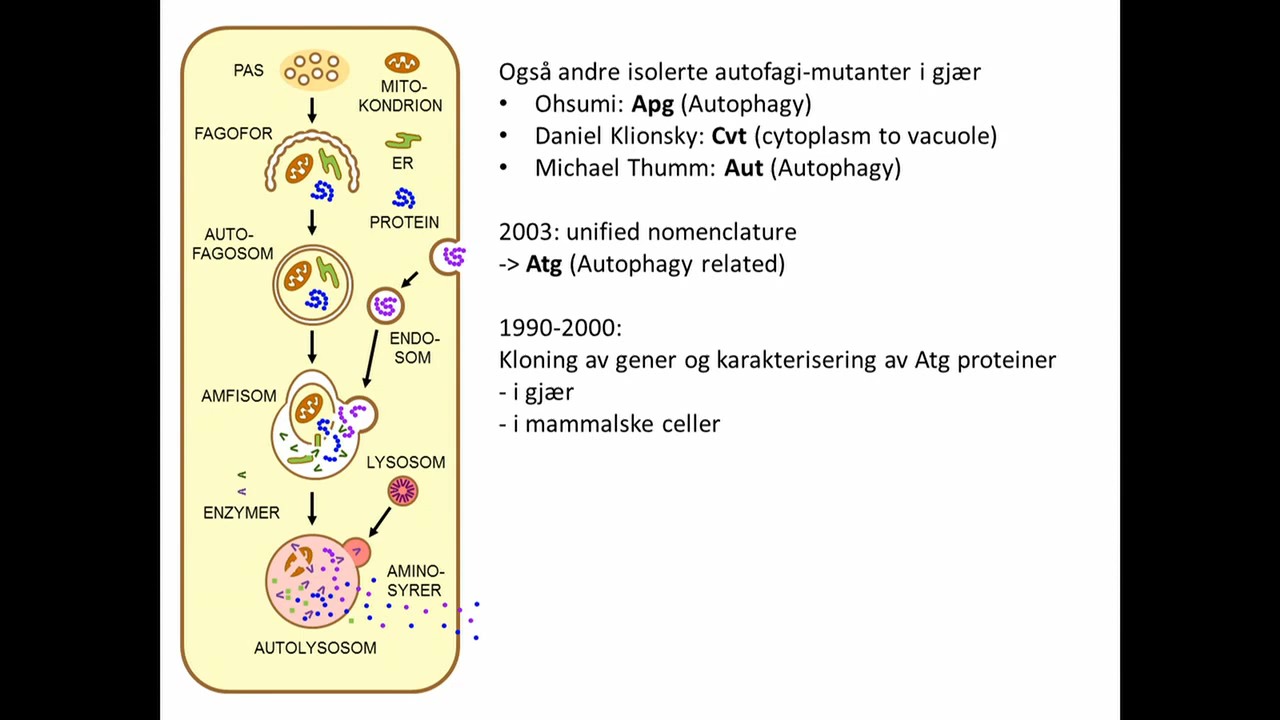 PAS
MITO-
KONDRION
FAGOFOR
ER
PROTEIN
AUTO-
FAGOSOM
ENDO-
SOM
AMFISOM
LYSOSOM
ENZYMER
AMINO-
SYRER
AUTOLYSOSOM
Også andre isolerte autofagi-mutanter i gjær
• Ohsumi: Apg (Autophagy)
• Daniel Klionsky: Cvt (cytoplasm to vacuole)
• Michael Thumm: Aut (Autophagy)
2003: unified nomenclature
-> Atg (Autophagy related)
1990-2000:
Kloning av gener og karakterisering av Atg proteiner
- i gjær
- i mammalske celler